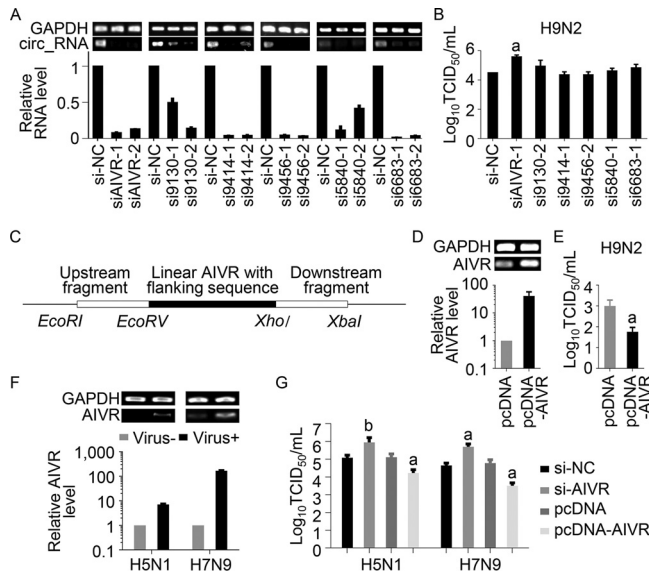 A
GAPDH
circ_RNA
Relative
RNA level
1
0.5
0
si-NC
siAIVR-1
siAIVR-2
si-NC
si9130-1
si9130-2
si-NC
si9414-1
si9414-2
si-NC
si9456-1
si9456-2
si-NC
si5840-1
si5840-2
si-NC
si6683-1
si6683-2
B
H9N2
Log10TCID50/mL
8
6
4
2
0
a
si-NC
siAIVR-1
si9130-2
si9414-1
si9456-2
si5840-1
si6683-1
C
Upstream
fragment
Linear AIVR with
flanking sequence
Downstream
fragment
EcoRI
EcoRV
XhoI
XbaI
D
GAPDH
AIVR
Relative
AIVR level
100
10
1
0.1
pcDNA
pcDNA
-AIVR
E
H9N2
Log10TCID50/mL
4
3
2
1
0
a
pcDNA
pcDNA
-AIVR
F
GAPDH
AIVR
Virus-
Virus+
Relative AIVR
level
1,000
100
10
1
0.1
H5N1
H7N9
G
Log10TCID50/mL
7
6
5
4
3
2
1
0
b
a
a
a
H5N1
H7N9
si-NC
si-AIVR
pcDNA
pcDNA-AIVR